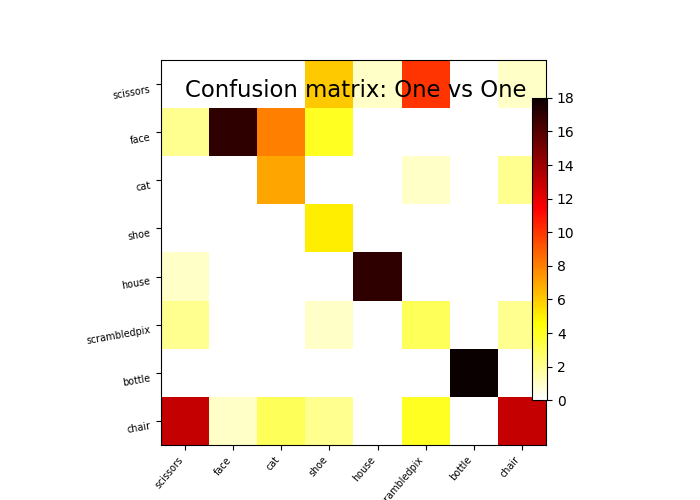 Confusion matrix: One vs One
scissors
face
cat
shoe
house
scrambledpix
bottle
chair
18
16
14
12
10
8
6
4
2
0
scissors
face
cat
shoe
house
rambledpix
bottle
chair